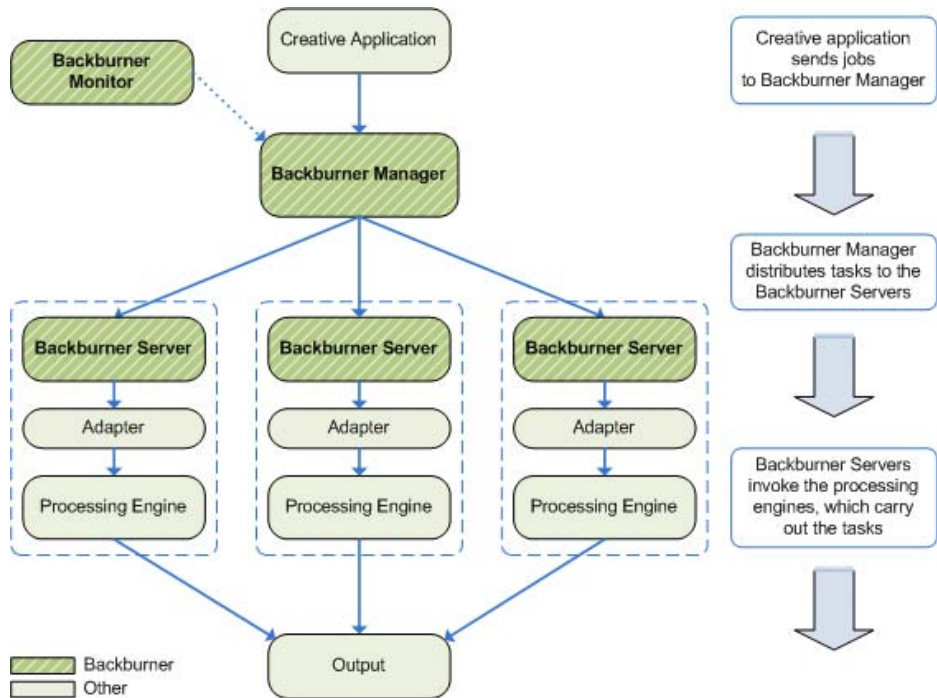 Creative Application
Backburner
Monitor
Backburner Manager
Backburner Server
Backburner Server
Backburner Server
Adapter
Adapter
Adapter
Processing Engine
Processing Engine
Processing Engine
Output
Backburner
Other
Creative application
sends jobs
to Backburner Manager
Backburner Manager
distributes tasks to the
Backburner Servers
Backburner Servers
invoke the processing
engines, which carry
out the tasks